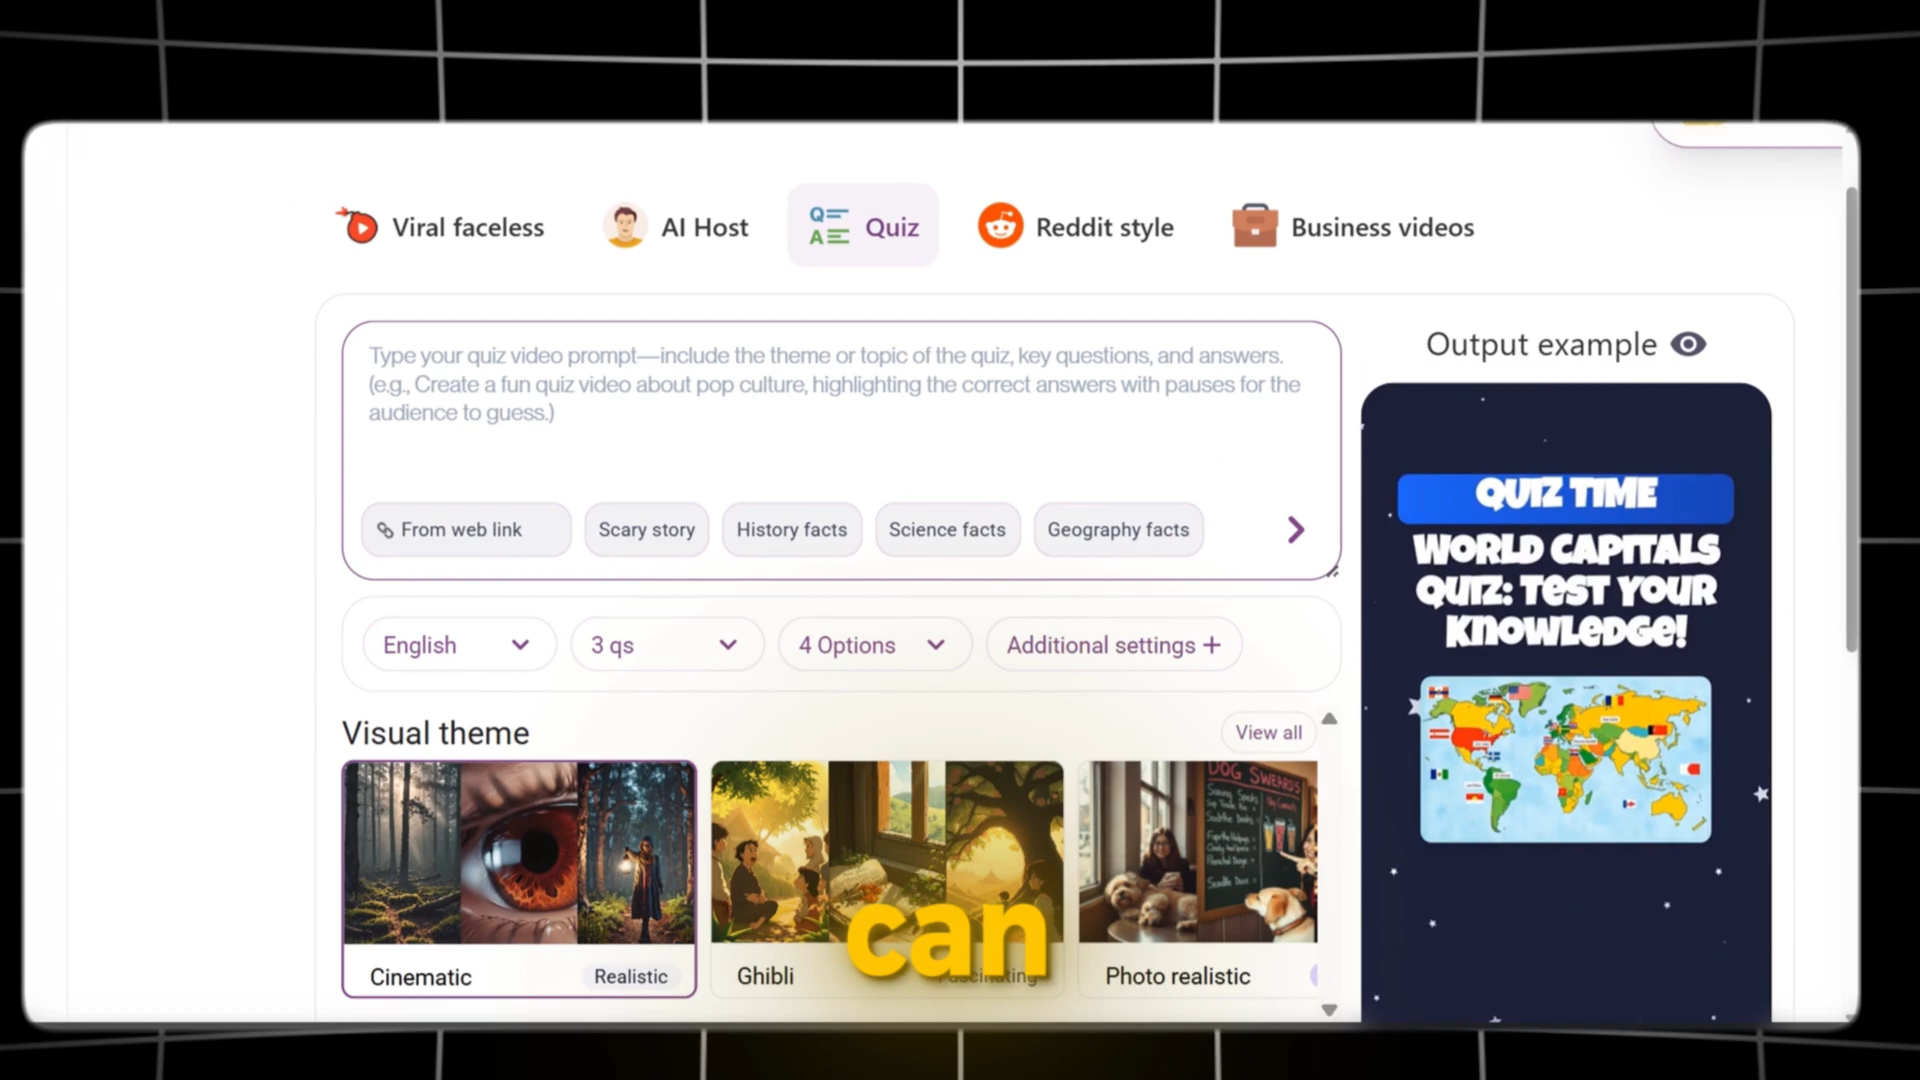 Viral faceless
AI Host
Q
A
Quiz
Reddit style
Business videos
Type your quiz video prompt—include the theme or topic of the quiz, key questions, and answers.
(e.g., Create a fun quiz video about pop culture, highlighting the correct answers with pauses for the
audience to guess.)
From web link
Scary story
History facts
Science facts
Geography facts
English
3 qs
4 Options
Additional settings +
Output example
QUIZ TIME
WORLD CAPITALS
QUIZ: TEST YOUR
KNOWLEDGE!
Visual theme
View all
DOG SWEARDS
Cinematic
Realistic
Ghibli
Fascinating
Photo realistic
can